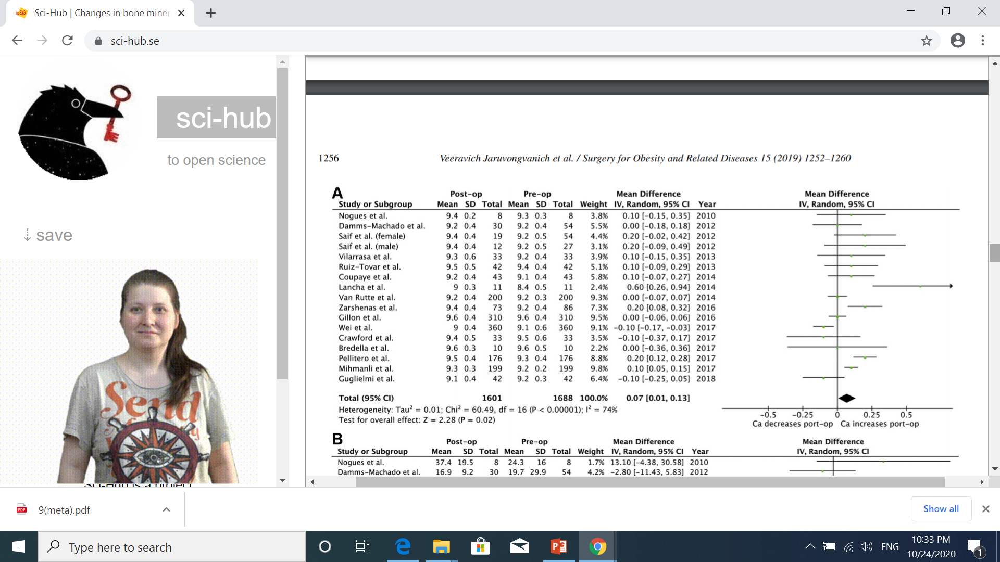 Sci-Hub | Changes in bone miner
sci-hub.se
sci-hub
to open science
⇣ save
Send
Sci-Hub is a project
1256 Veeravich Jaruvongvanich et al. / Surgery for Obesity and Related Diseases 15 (2019) 1252–1260
A
Post-op Pre-op Mean Difference Mean Difference
Study or Subgroup Mean SD Total Mean SD Total Weight IV, Random, 95% CI Year IV, Random, 95% CI
Nogues et al. 9.4 0.2 8 9.3 0.3 8 3.8% 0.10 [-0.15, 0.35] 2010
Damms-Machado et al. 9.2 0.4 30 9.2 0.4 54 5.5% 0.00 [-0.18, 0.18] 2012
Saif et al. (female) 9.4 0.4 19 9.2 0.5 54 4.4% 0.20 [-0.02, 0.42] 2012
Saif et al. (male) 9.4 0.4 12 9.2 0.5 27 3.1% 0.20 [-0.09, 0.49] 2012
Vilarrasa et al. 9.3 0.6 33 9.2 0.4 33 3.9% 0.10 [-0.15, 0.35] 2013
Ruiz-Tovar et al. 9.5 0.5 42 9.4 0.4 42 5.1% 0.10 [-0.09, 0.29] 2013
Coupaye et al. 9.2 0.4 43 9.1 0.4 43 5.8% 0.10 [-0.07, 0.27] 2014
Lancha et al. 9 0.3 11 8.4 0.5 11 2.4% 0.60 [0.26, 0.94] 2014
Van Rutte et al. 9.2 0.4 200 9.2 0.3 200 9.3% 0.00 [-0.07, 0.07] 2014
Zarshenas et al. 9.4 0.4 73 9.2 0.4 86 7.3% 0.20 [0.08, 0.32] 2016
Gillon et al. 9.6 0.4 310 9.6 0.4 310 9.5% 0.00 [-0.06, 0.06] 2016
Wei et al. 9 0.4 360 9.1 0.6 360 9.1% -0.10 [-0.17, -0.03] 2017
Crawford et al. 9.4 0.5 33 9.5 0.6 33 3.5% -0.10 [-0.37, 0.17] 2017
Bredella et al. 9.6 0.3 10 9.6 0.5 10 2.2% 0.00 [-0.36, 0.36] 2017
Pellitero et al. 9.5 0.4 176 9.3 0.4 176 8.8% 0.20 [0.12, 0.28] 2017
Mihmanli et al. 9.3 0.3 199 9.2 0.2 199 9.8% 0.10 [0.05, 0.15] 2017
Guglielmi et al. 9.1 0.4 42 9.2 0.3 42 6.4% -0.10 [-0.25, 0.05] 2018
Total (95% CI) 1601 1688 100.0% 0.07 [0.01, 0.13]
Heterogeneity: Tau² = 0.01; Chi² = 60.49, df = 16 (P < 0.00001); I² = 74%
Test for overall effect: Z = 2.28 (P = 0.02)
-0.5 -0.25 0 0.25 0.5
Ca decreases port-op Ca increases port-op
B
Post-op Pre-op Mean Difference Mean Difference
Study or Subgroup Mean SD Total Mean SD Total Weight IV, Random, 95% CI Year IV, Random, 95% CI
Nogues et al. 37.4 19.5 8 24.3 16 8 1.7% 13.10 [-4.38, 30.58] 2010
Damms-Machado et al. 16.9 9.2 30 19.7 29.9 54 4.2% -2.80 [-11.43, 5.83] 2012
PDF
9(meta).pdf
Show all
Type here to search
ENG
10:33 PM
10/24/2020
1